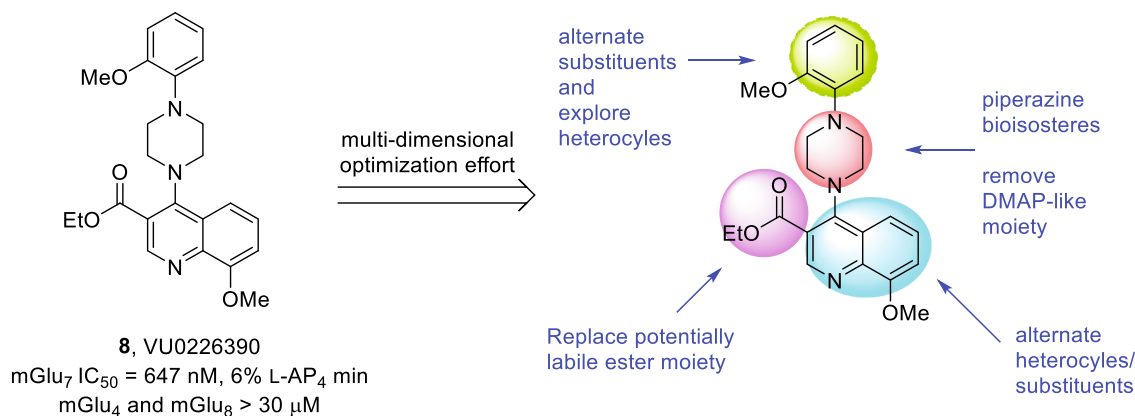 MeO
N
N
O
EtO
N
OMe
8, VU0226390
mGlu7 IC50 = 647 nM, 6% L-AP4 min
mGlu4 and mGlu8 > 30 μM
multi-dimensional
optimization effort
alternate
substituents
and
explore
heterocyles
MeO
N
N
O
EtO
N
OMe
piperazine
bioisosteres
remove
DMAP-like
moiety
Replace potentially
labile ester moiety
alternate
heterocycles/
substituents